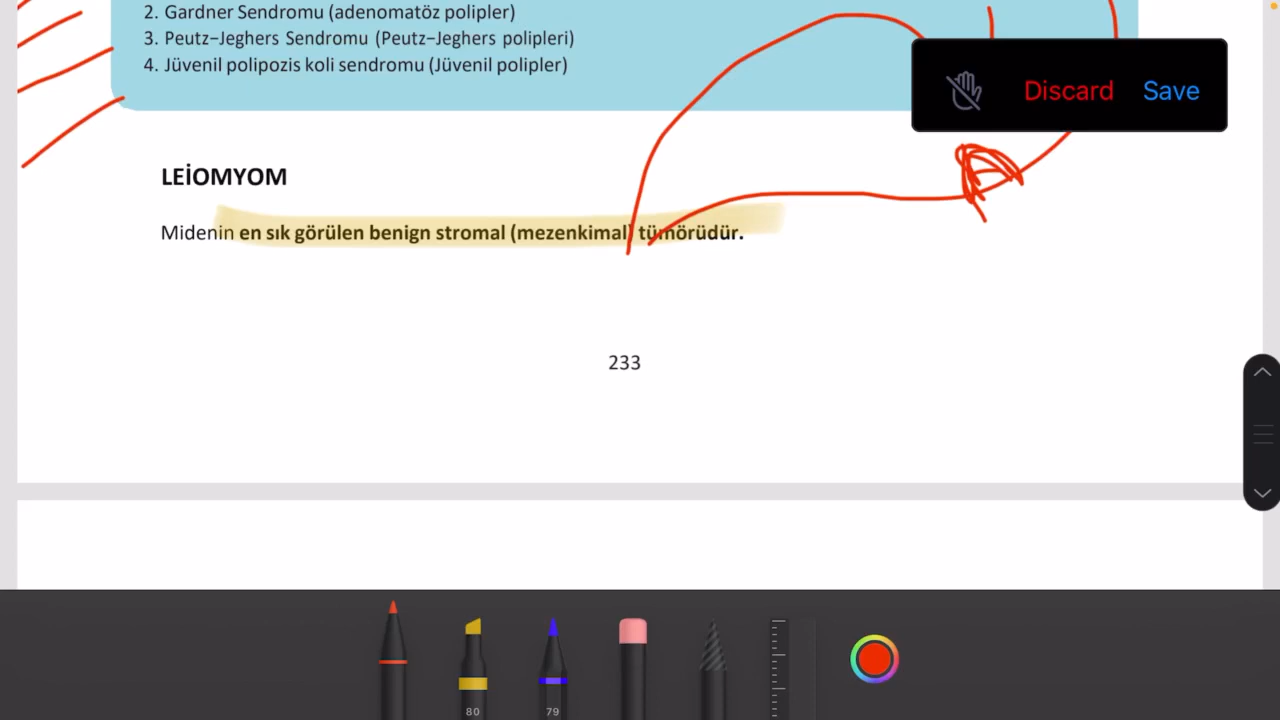 2. Gardner Sendromu (adenomatöz polipler)
3. Peutz–Jeghers Sendromu (Peutz–Jeghers polipleri)
4. Jüvenil polipozis koli sendromu (Jüvenil polipler)
Discard Save
LEİOMYOM
Midenin en sık görülen benign stromal (mezenkimal) tümörüdür.
233
80 79